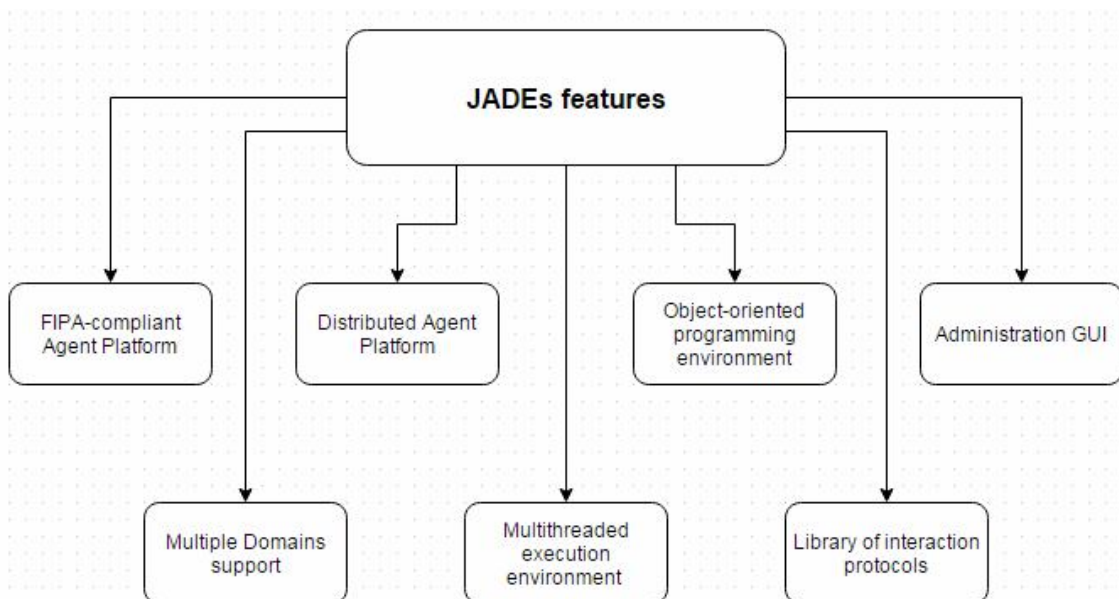 JADEs features
FIPA-compliant
Agent Platform
Distributed Agent
Platform
Object-oriented
programming
environment
Administration GUI
Multiple Domains
support
Multithreaded
execution
environment
Library of interaction
protocols